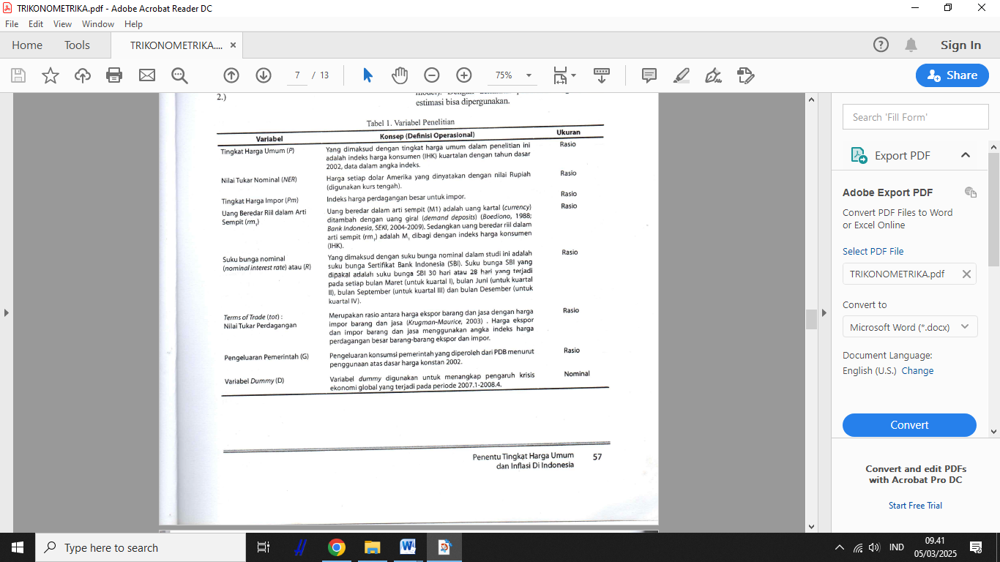 TRIKONOMETRIKA.pdf - Adobe Acrobat Reader DC
File Edit View Window Help
Home Tools TRIKONOMETRIKA.... × Sign In
7 / 13 75% Share
2.)
estimasi bisa dipergunakan.
Tabel 1. Variabel Penelitian
Variabel Konsep (Definisi Operasional) Ukuran
Tingkat Harga Umum (P) Yang dimaksud dengan tingkat harga umum dalam penelitian ini Rasio
adalah indeks harga konsumen (IHK) kuartalan dengan tahun dasar
2002, data dalam angka indeks.
Nilai Tukar Nominal (NER) Harga setiap dolar Amerika yang dinyatakan dengan nilai Rupiah Rasio
(digunakan kurs tengah).
Tingkat Harga Impor (Pm) Indeks harga perdagangan besar untuk impor. Rasio
Uang Beredar Riil dalam Arti Uang beredar dalam arti sempit (M1) adalah uang kartal (currency) Rasio
Sempit (rm1) ditambah dengan uang giral (demand deposits) (Boediono, 1988;
Bank Indonesia, SEKI, 2004-2009). Sedangkan uang beredar riil dalam
arti sempit (rm1) adalah M1 dibagi dengan indeks harga konsumen
(IHK).
Suku bunga nominal Yang dimaksud dengan suku bunga nominal dalam studi ini adalah Rasio
(nominal interest rate) atau (R) suku bunga Sertifikat Bank Indonesia (SBI). Suku bunga SBI yang
dipakai adalah suku bunga SBI 30 hari atau 28 hari yang terjadi
pada setiap bulan Maret (untuk kuartal I), bulan Juni (untuk kuartal
II), bulan September (untuk kuartal III) dan bulan Desember (untuk
kuartal IV).
Terms of Trade (tot) : Merupakan rasio antara harga ekspor barang dan jasa dengan harga Rasio
Nilai Tukar Perdagangan impor barang dan jasa (Krugman-Maurice, 2003) . Harga ekspor
dan impor barang dan jasa menggunakan angka indeks harga
perdagangan besar barang-barang ekspor dan impor.
Pengeluaran Pemerintah (G) Pengeluaran konsumsi pemerintah yang diperoleh dari PDB menurut Rasio
penggunaan atas dasar harga konstan 2002.
Variabel Dummy (D) Variabel dummy digunakan untuk menangkap pengaruh krisis Nominal
ekonomi global yang terjadi pada periode 2007.1-2008.4.
Penentu Tingkat Harga Umum 57
dan Inflasi Di Indonesia
Search 'Fill Form'
Export PDF
Adobe Export PDF
Convert PDF Files to Word
or Excel Online
Select PDF File
TRIKONOMETRIKA.pdf
Convert to
Microsoft Word (*.docx)
Document Language:
English (U.S.) Change
Convert
Convert and edit PDFs
with Acrobat Pro DC
Start Free Trial
Type here to search IND 09.41
05/03/2025